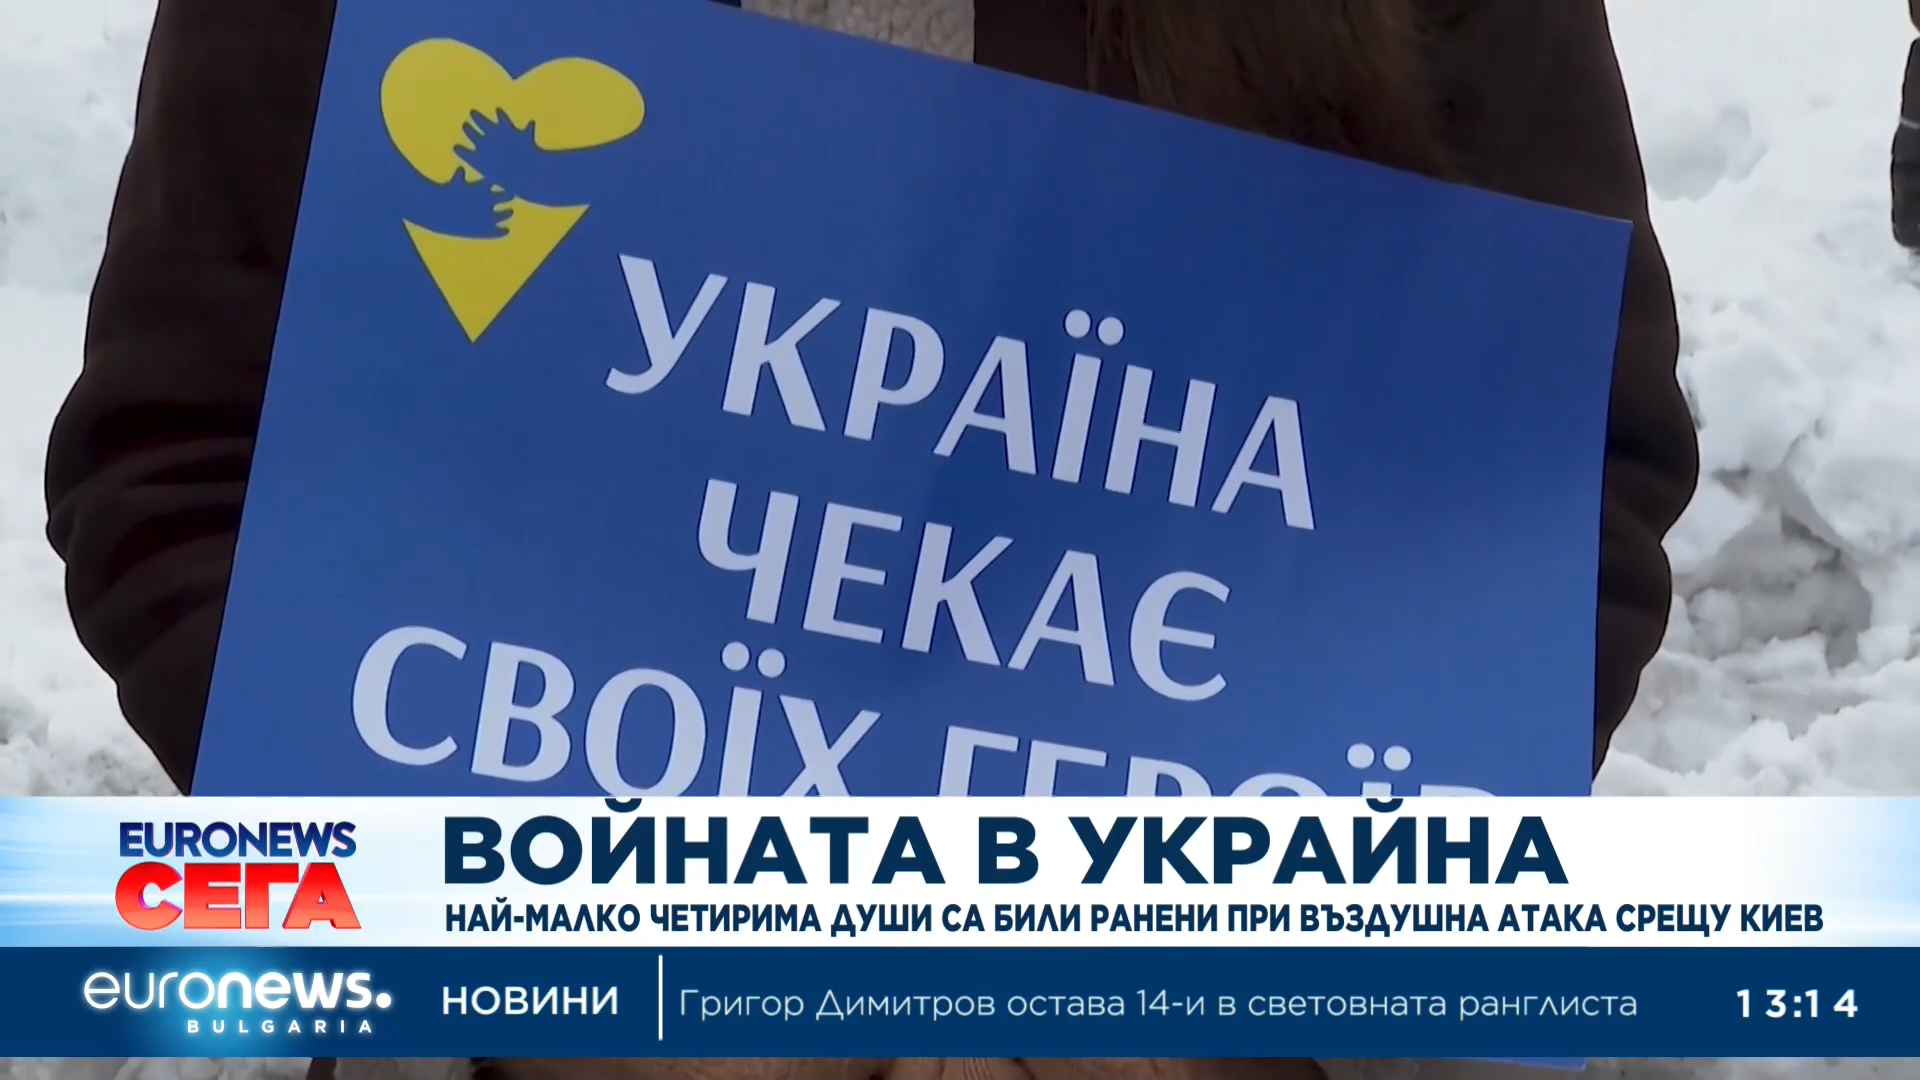 УКРАЇНА
ЧЕКАЄ
СВОЇХ ГЕРОЇВ
EURONEWS
СЕГА
ВОЙНАТА В УКРАЙНА
НАЙ-МАЛКО ЧЕТИРИМА ДУШИ СА БИЛИ РАНЕНИ ПРИ ВЪЗДУШНА АТАКА СРЕЩУ КИЕВ
euronews.
BULGARIA
НОВИНИ
Григор Димитров остава 14-и в световната ранглиста
13:14